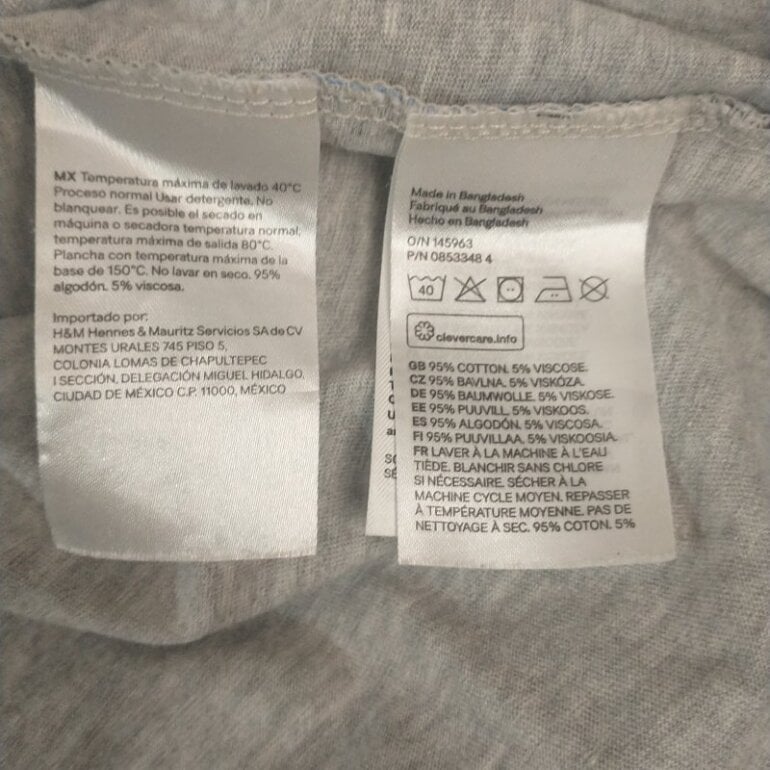 MX Temperatura máxima de lavado 40°C
Proceso normal Usar detergente. No
blanquear. Es posible el secado en
máquina o secadora temperatura normal,
temperatura máxima de salida 80°C.
Plancha con temperatura máxima de la
base de 150°C. No lavar en seco. 95%
algodón. 5% viscosa.
Importado por:
H&M Hennes & Mauritz Servicios SA de CV
MONTES URALES 745 PISO 5,
COLONIA LOMAS DE CHAPULTEPEC
I SECCIÓN, DELEGACIÓN MIGUEL HIDALGO,
CIUDAD DE MÉXICO C.P. 11000, MÉXICO
Made in Bangladesh
Fabriqué au Bangladesh
Hecho en Bangladesh
O/N 145963
P/N 0853348 4
40
clevercare.info
GB 95% COTTON. 5% VISCOSE.
CZ 95% BAVLNA. 5% VISKÓZA.
DE 95% BAUMWOLLE. 5% VISKOSE.
EE 95% PUUVILL. 5% VISKOOS.
ES 95% ALGODÓN. 5% VISCOSA.
FI 95% PUUVILLAA. 5% VISKOOSIA.
FR LAVER À LA MACHINE À L'EAU
TIÈDE. BLANCHIR SANS CHLORE
SI NÉCESSAIRE. SÉCHER À LA
MACHINE CYCLE MOYEN. REPASSER
À TEMPÉRATURE MOYENNE. PAS DE
NETTOYAGE À SEC. 95% COTON. 5%